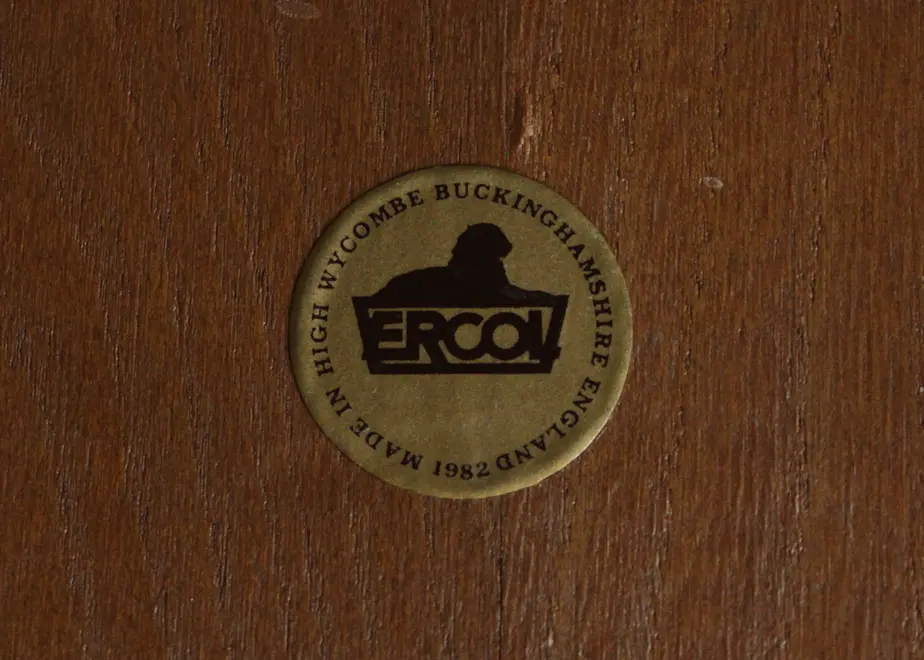 MADE IN HIGH WYCOMBE BUCKINGHAMSHIRE ENGLAND
ERCOL
1982